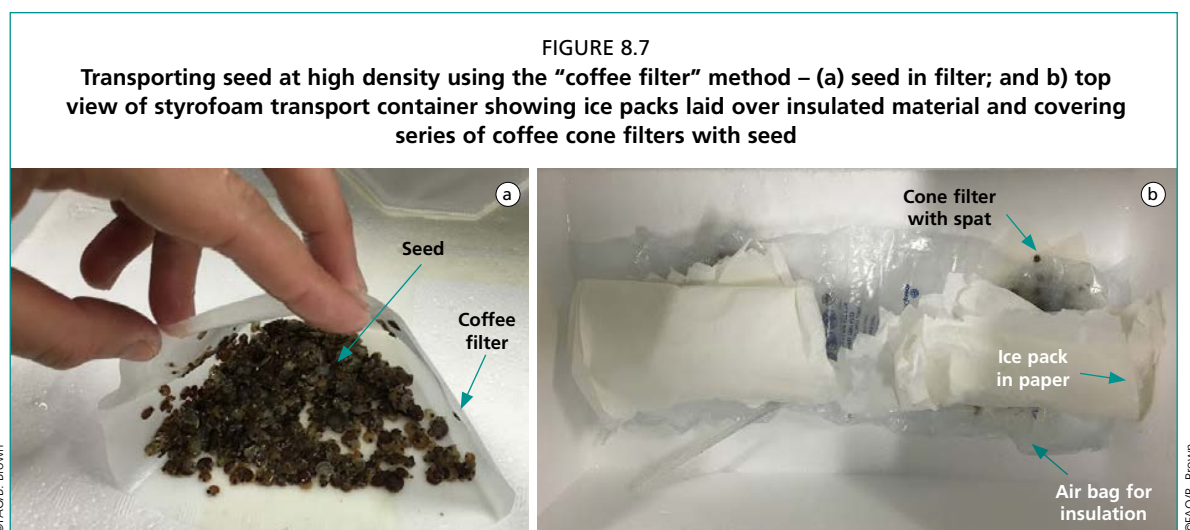 FIGURE 8.7
Transporting seed at high density using the “coffee filter” method – (a) seed in filter; and b) top
view of styrofoam transport container showing ice packs laid over insulated material and covering
series of coffee cone filters with seed
a
Seed
Coffee
filter
b
Cone filter
with spat
Ice pack
in paper
Air bag for
insulation